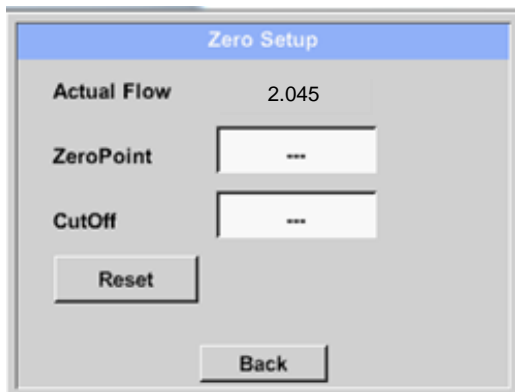 Zero Setup
Actual Flow 2.045
ZeroPoint ---
CutOff ---
Reset
Back